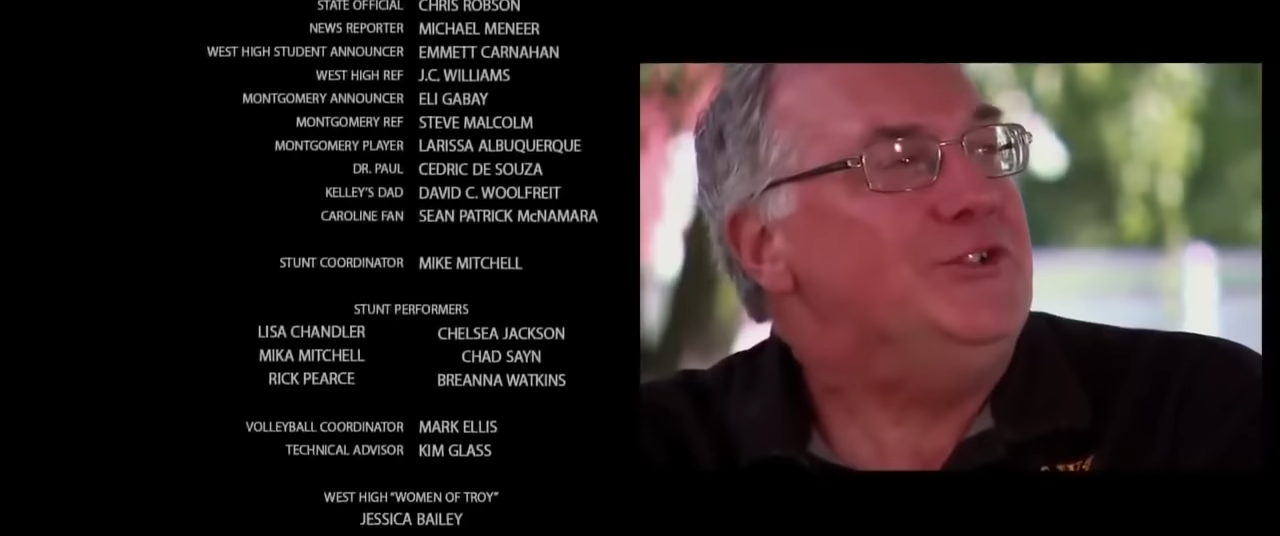 STATE OFFICIAL CHRIS ROBSON
NEWS REPORTER MICHAEL MENEER
WEST HIGH STUDENT ANNOUNCER EMMETT CARNAHAN
WEST HIGH REF J.C. WILLIAMS
MONTGOMERY ANNOUNCER ELI GABAY
MONTGOMERY REF STEVE MALCOLM
MONTGOMERY PLAYER LARISSA ALBUQUERQUE
DR. PAUL CEDRIC DE SOUZA
KELLEY'S DAD DAVID C. WOOLFREIT
CAROLINE FAN SEAN PATRICK McNAMARA
STUNT COORDINATOR MIKE MITCHELL
STUNT PERFORMERS
LISA CHANDLER CHELSEA JACKSON
MIKA MITCHELL CHAD SAYN
RICK PEARCE BREANNA WATKINS
VOLLEYBALL COORDINATOR MARK ELLIS
TECHNICAL ADVISOR KIM GLASS
WEST HIGH "WOMEN OF TROY"
JESSICA BAILEY